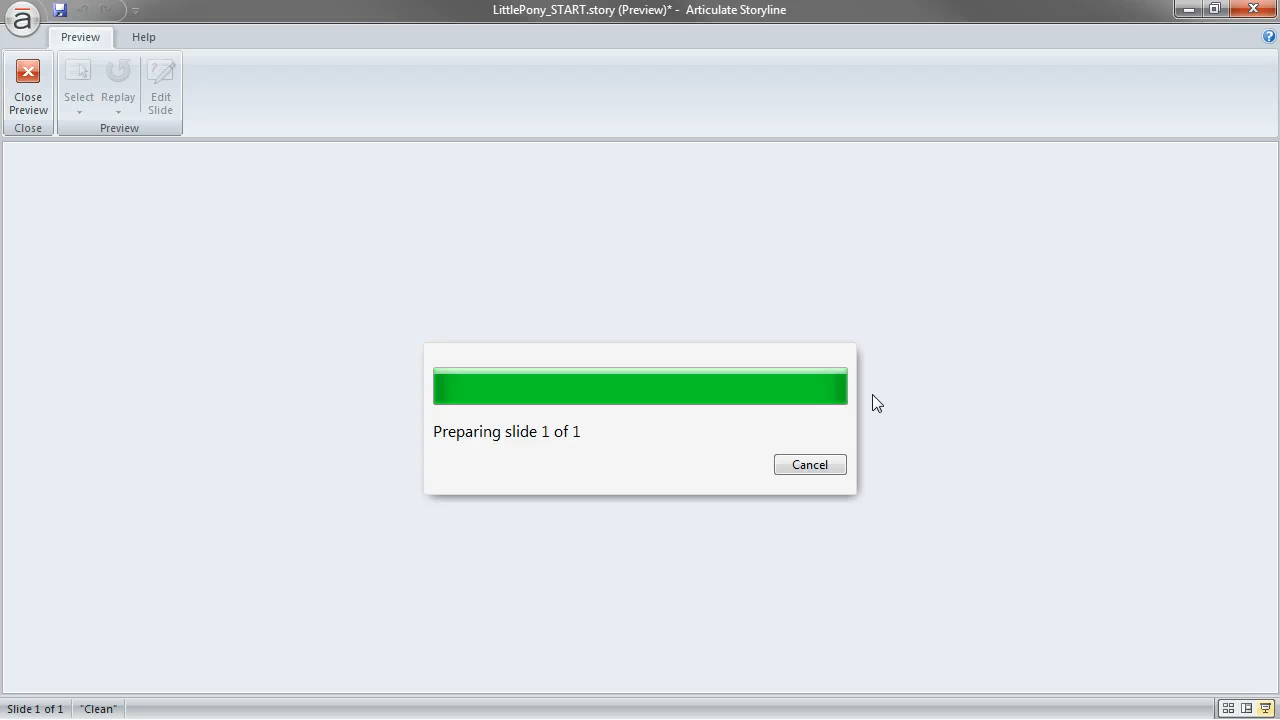 LittlePony_START.story (Preview)* - Articulate Storyline
Preview Help
Close Preview
Select
Replay
Edit Slide
Close
Preview
Preparing slide 1 of 1
Cancel
Slide 1 of 1 "Clean"